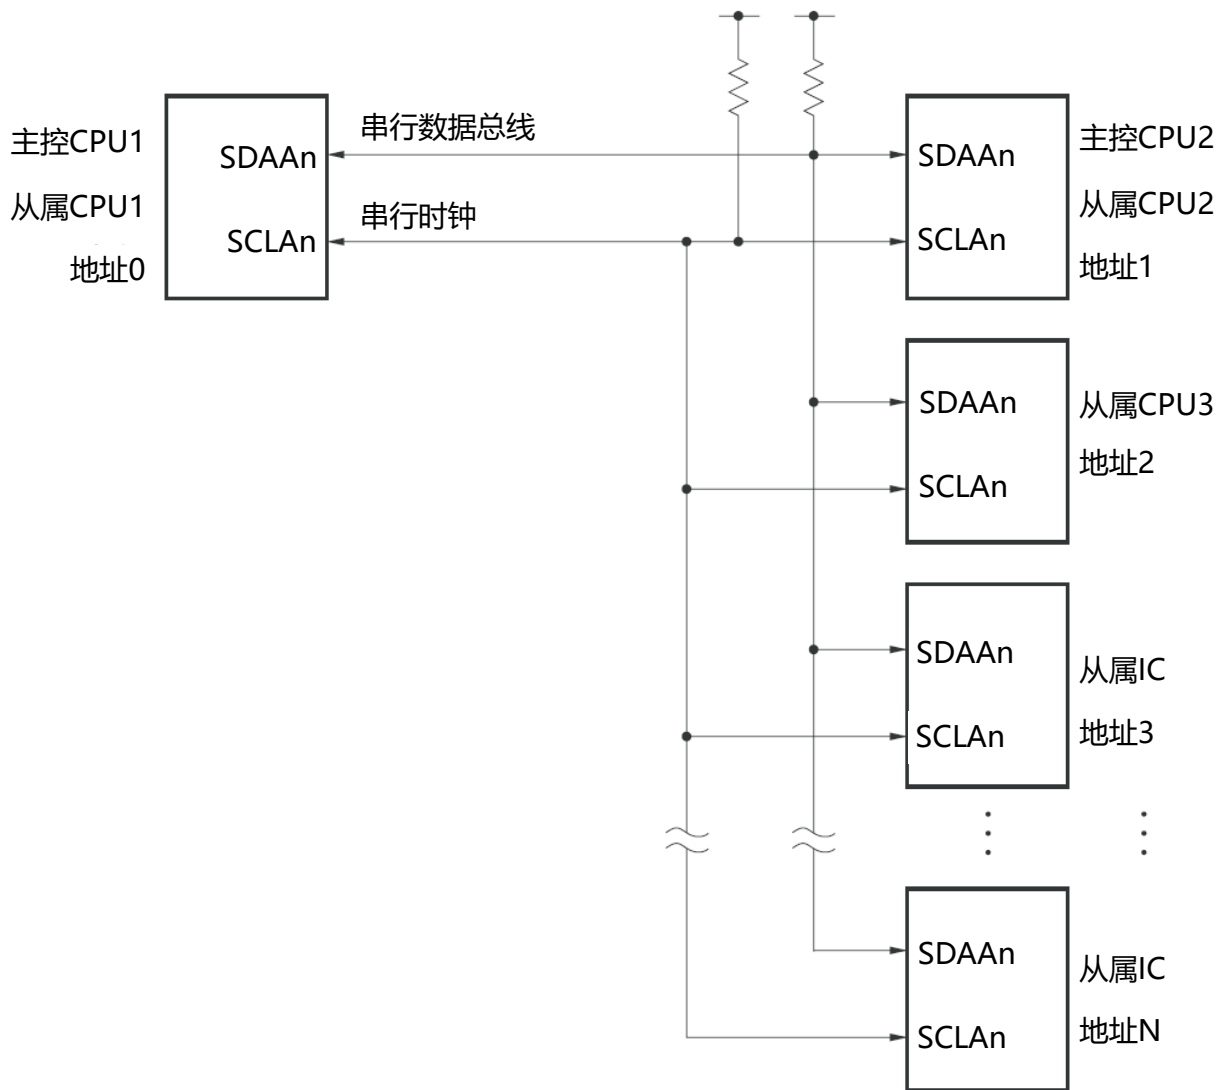 主控CPU1
从属CPU1
地址0
SDAAn
SCLAn
串行数据总线
串行时钟
SDAAn
SCLAn
主控CPU2
从属CPU2
地址1
SDAAn
SCLAn
从属CPU3
地址2
SDAAn
SCLAn
从属IC
地址3
SDAAn
SCLAn
从属IC
地址N